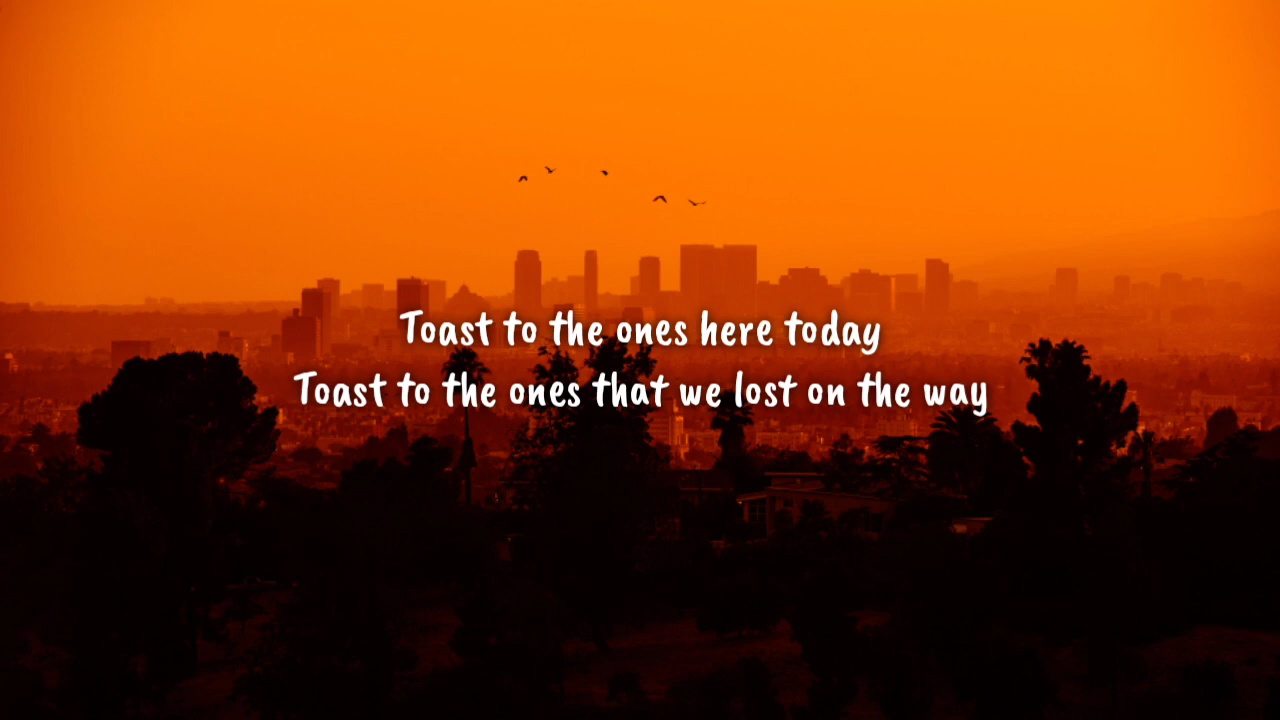 Toast to the ones here today
Toast to the ones that we lost on the way